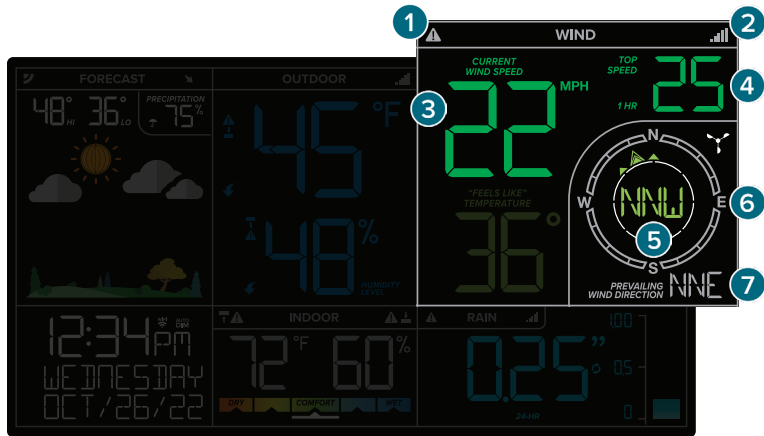 1
WIND
2
FORECAST
OUTDOOR
CURRENT
WIND SPEED
22 MPH
3
TOP
SPEED
1 HR
25
4
48° HI 36° LO
PRECIPITATION
75%
45°F
"FEELS LIKE"
TEMPERATURE
36°
48%
HUMIDITY
LEVEL
N
W
E
S
NNW
5
6
PREVAILING
WIND DIRECTION
NNE
7
12:34 PM
AUTO
DIM
WEDNESDAY
OCT/26/22
INDOOR
72°F 60%
DRY COMFORT WET
RAIN
0.25"
24-HR
1.00
0.5
0